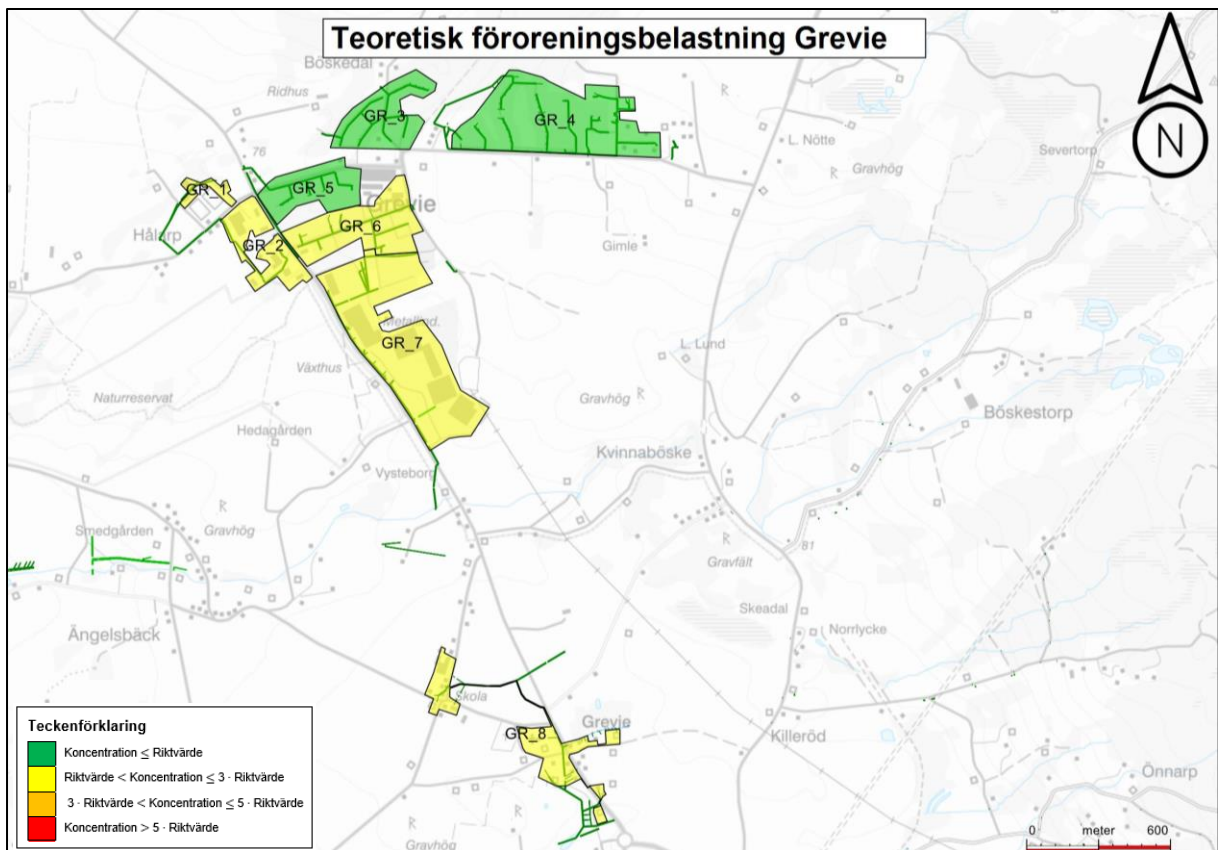 Teoretisk föroreningsbelastning Grevie
Böskedal
Ridhus
GR_3
GR_4
N
L. Nötte
Severtorp
76
Gravhög
GR_1
GR_5
Grevie
Hålarp
GR_6
GR_2
Gimle
Metallind.
GR_7
L. Lund
Växthus
Naturreservat
Gravhög
Böskestorp
Hedagården
Kvinnaböske
Vysteborg
Smedgården
Gravhög
81
Gravfält
Skeadal
Norrlycke
Ängelsbäck
Skola
Grevie
GR_8
Killeröd
Önnarp
Gravhög
Teckenförklaring
Koncentration ≤ Riktvärde
Riktvärde < Koncentration ≤ 3 · Riktvärde
3 · Riktvärde < Koncentration ≤ 5 · Riktvärde
Koncentration > 5 · Riktvärde
0 meter 600